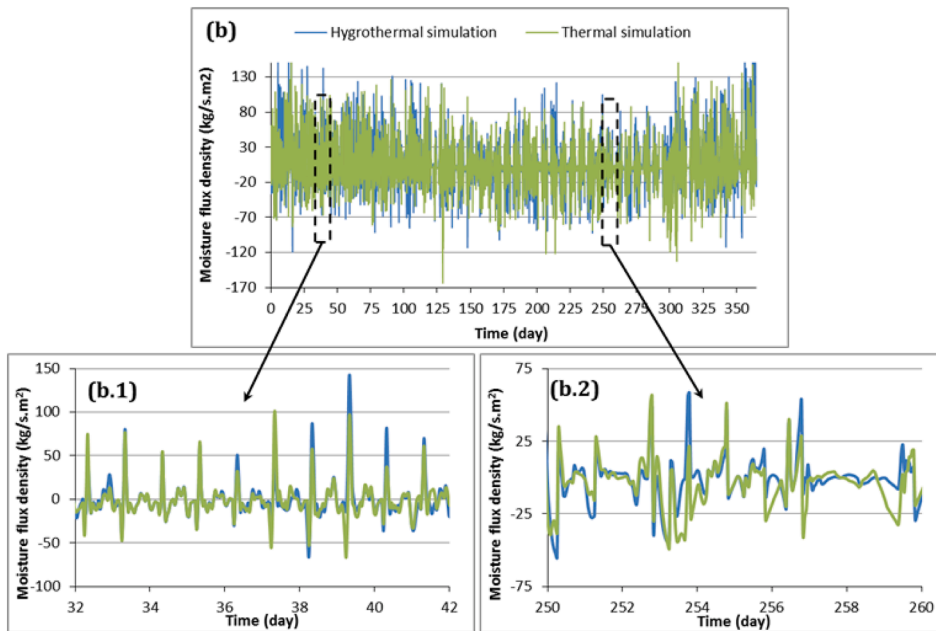 (b)
Hygrothermal simulation
Thermal simulation
Moisture flux density (kg/s.m2)
130
80
30
-20
-70
-120
-170
0 25 50 75 100 125 150 175 200 225 250 275 300 325 350
Time (day)
(b.1)
Moisture flux density (kg/s.m²)
150
100
50
0
-50
-100
32 34 36 38 40 42
Time (day)
(b.2)
Moisture flux density (kg/s.m²)
75
25
-25
-75
250 252 254 256 258 260
Time (day)